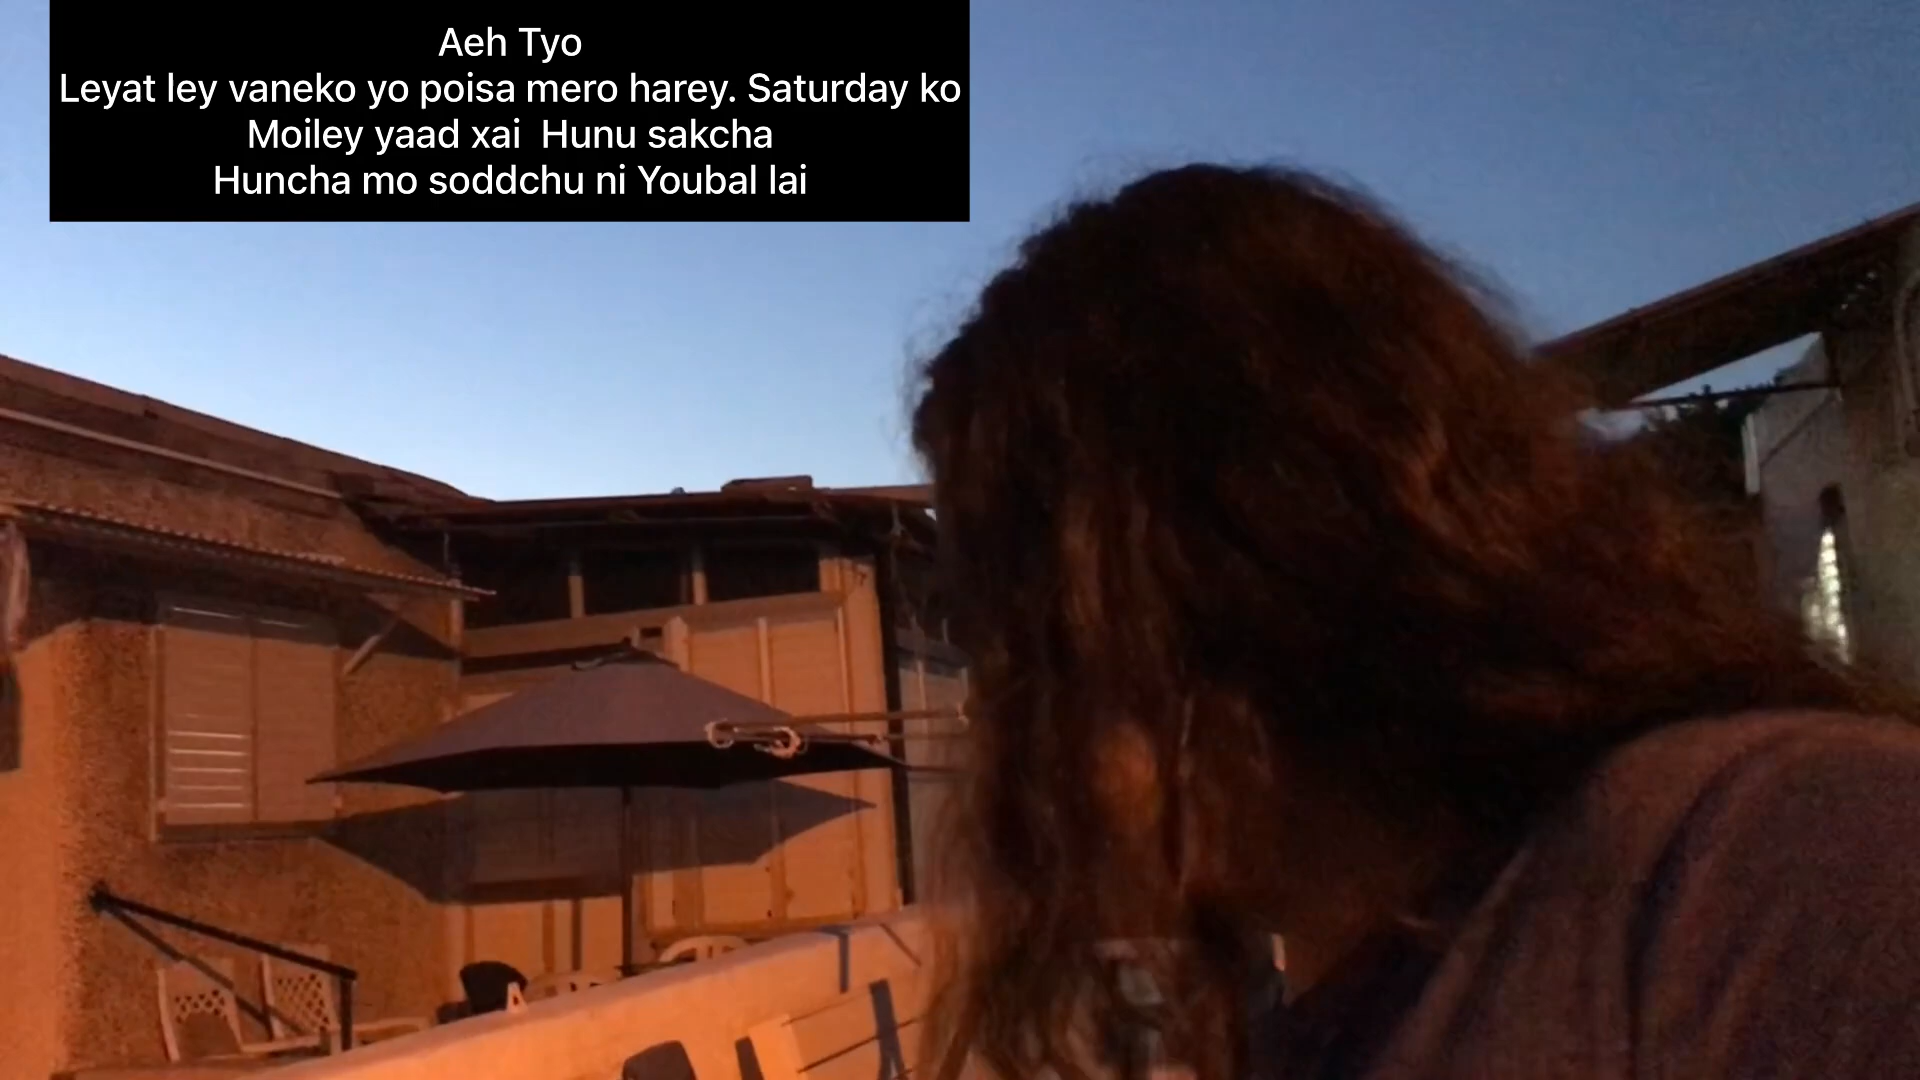 Aeh Tyo
Leyat ley vaneko yo poisa mero harey. Saturday ko
Moiley yaad xai  Hunu sakcha
Huncha mo soddchu ni Youbal lai